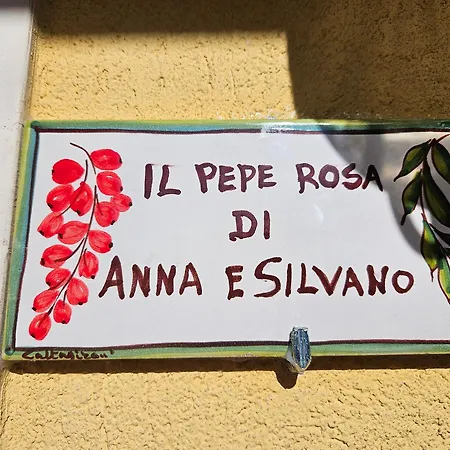 IL PEPE ROSA
DI
ANNA E SILVANO